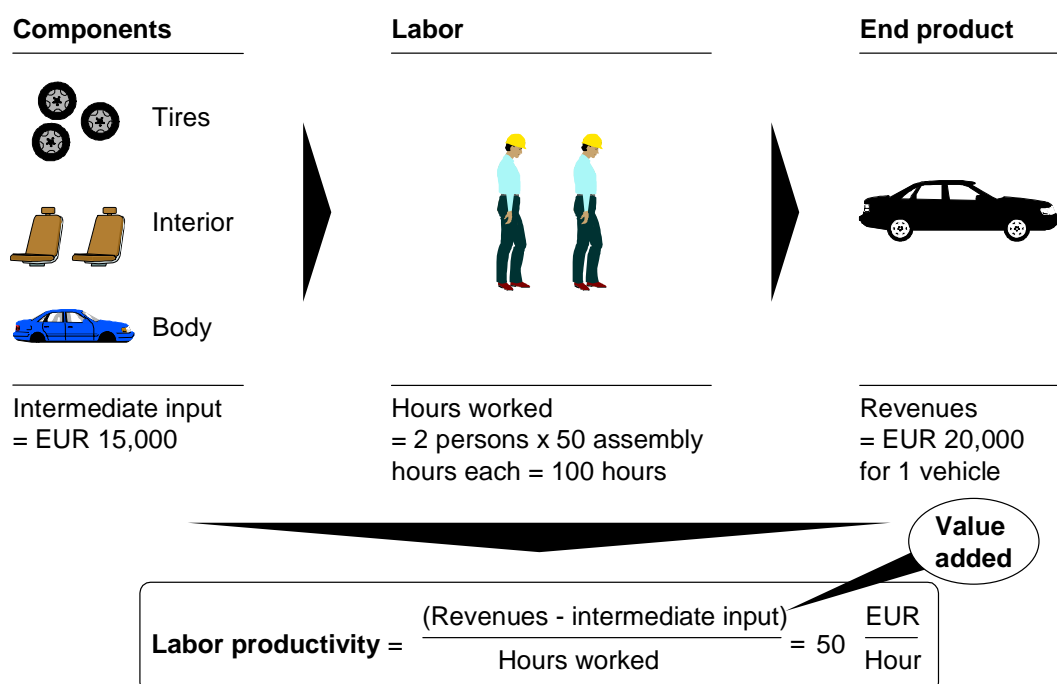 Components
Labor
End product
Tires
Interior
Body
Intermediate input
= EUR 15,000
Hours worked
= 2 persons x 50 assembly
hours each = 100 hours
Revenues
= EUR 20,000
for 1 vehicle
Value
added
Labor productivity = (Revenues - intermediate input) / Hours worked = 50 EUR / Hour